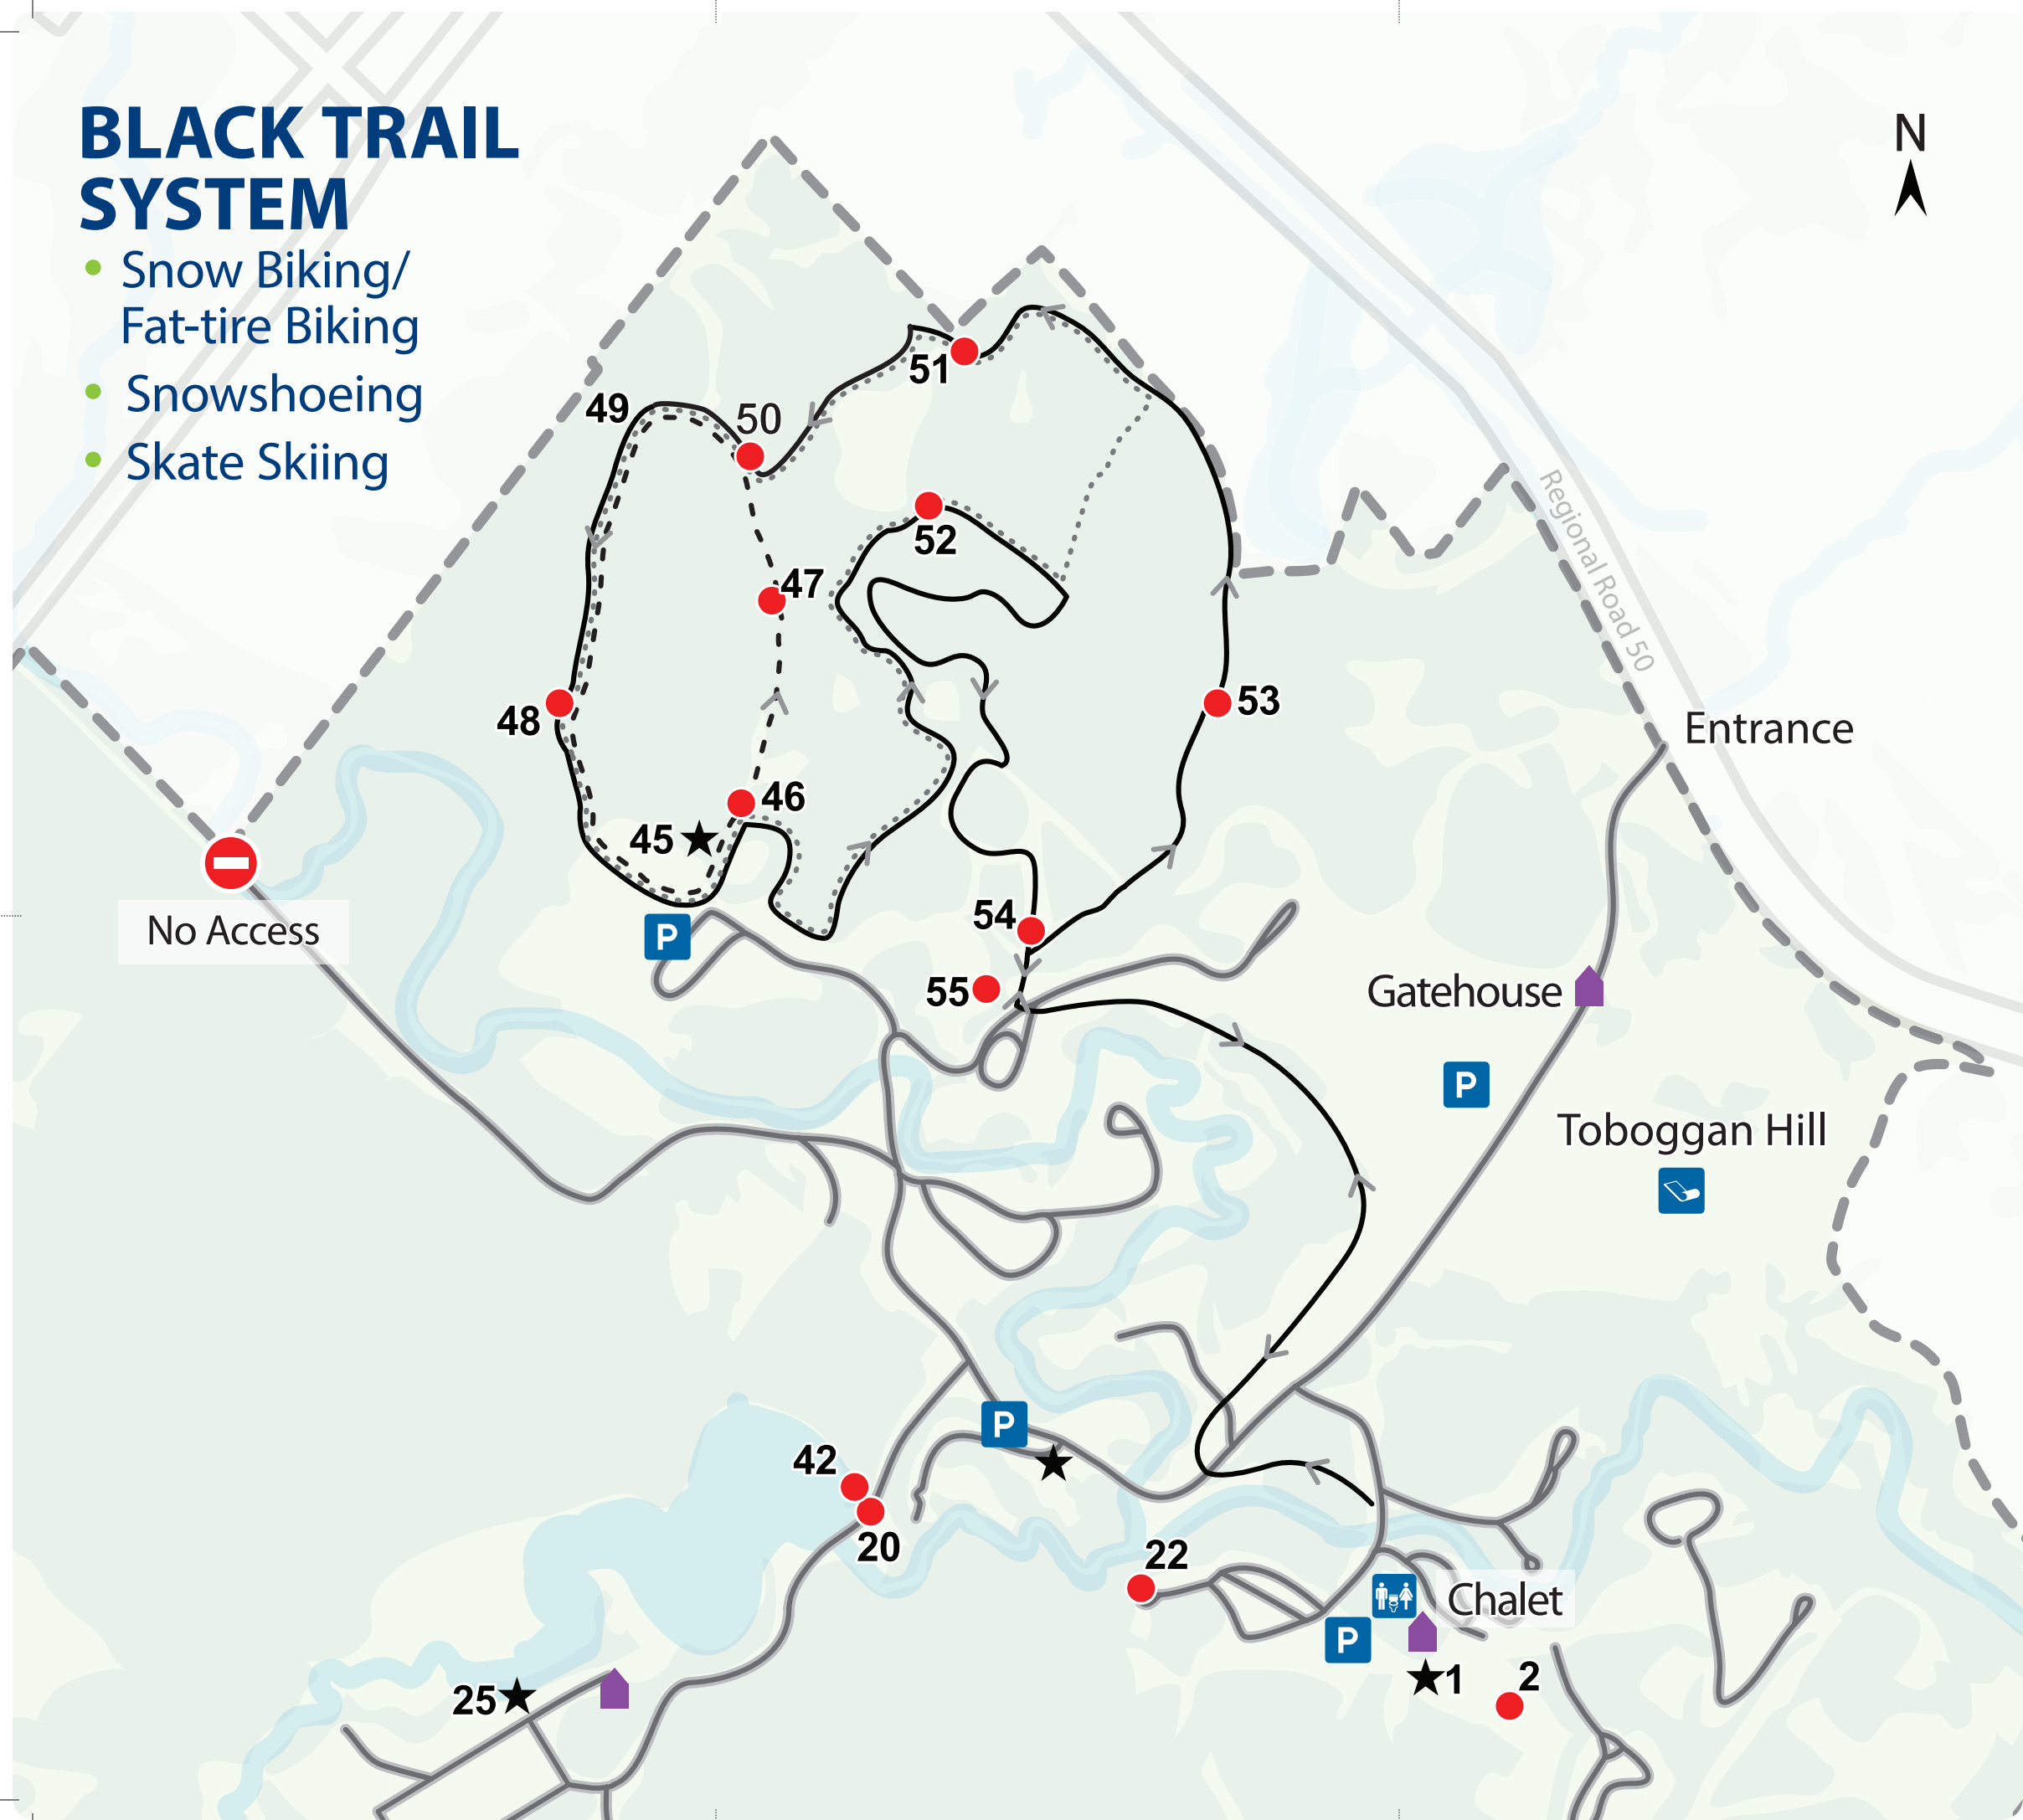 BLACK TRAIL
SYSTEM
• Snow Biking/
Fat-tire Biking
• Snowshoeing
• Skate Skiing
N
51
49
50
52
47
48
53
46
45
54
55
Regional Road 50
Entrance
No Access
P
Gatehouse
P
Toboggan Hill
P
42
20
22
Chalet
P
1
2
25